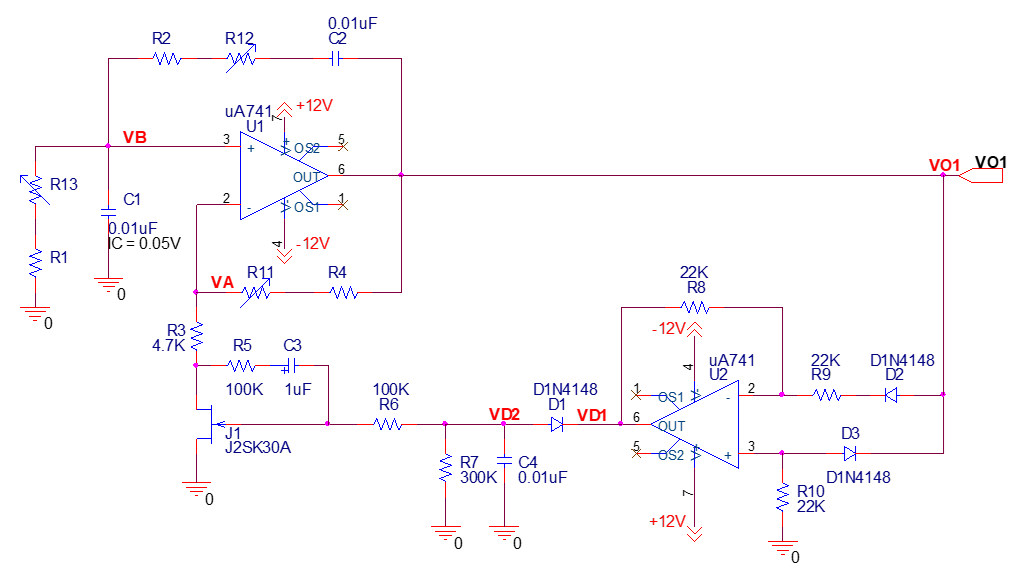 0.01uF
R2
R12
C2
uA741
U1
+12V
7
V+
VB
3
+
OS2
5
R13
OUT
6
VO1
VO1
C1
2
-
OS1
1
V-
0.01uF
IC = 0.05V
4
-12V
R1
VA
R11
R4
22K
R8
0
0
R3
4.7K
-12V
R5
C3
4
uA741
U2
22K
R9
D1N4148
D2
100K
1uF
100K
R6
D1N4148
D1
1
OS1
V-
2
-
VD2
VD1
6
OUT
J1
J2SK30A
5
OS2
V+
+
3
D3
R7
300K
C4
0.01uF
D1N4148
0
7
R10
22K
+12V
0
0
0